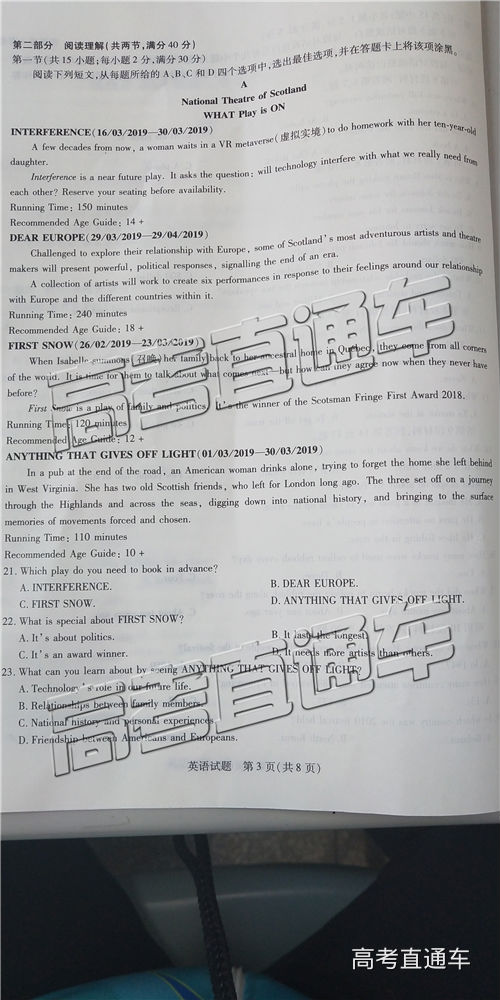 第二部分 阅读理解(共两节,满分 40 分)
第一节(共 15 小题;每小题 2 分,满分 30 分)
阅读下列短文,从每题所给的 A、B、C 和 D 四个选项中,选出最佳选项,并在答题卡上将该项涂黑。
A
National Theatre of Scotland
WHAT Play is ON
INTERFERENCE(16/03/2019—30/03/2019)
A few decades from now, a woman waits in a VR metaverse(虚拟实境)to do homework with her ten-year-old
daughter.
Interference is a near future play. It asks the question: will technology interfere with what we really need from
each other? Reserve your seating before availability.
Running Time: 150 minutes
Recommended Age Guide: 14 +
DEAR EUROPE(29/03/2019—29/04/2019)
Challenged to explore their relationship with Europe, some of Scotland's most adventurous artists and theatre
makers will present powerful, political responses, signalling the end of an era.
A collection of artists will work to create six performances in response to their feelings around our relationship
with Europe and the different countries within it.
Running Time: 240 minutes
Recommended Age Guide: 18 +
FIRST SNOW(26/02/2019—23/03/2019)
When Isabelle summons(召唤)her family back to her ancestral home in Quebec, they come from all corners
of the world. It is time for them to talk about what comes next—but how can they agree now when they never have
before?
First Snow is a play of family and politics. It's the winner of the Scotsman Fringe First Award 2018.
Running Time: 120 minutes
Recommended Age Guide: 12 +
ANYTHING THAT GIVES OFF LIGHT(01/03/2019—30/03/2019)
In a pub at the end of the road, an American woman drinks alone, trying to forget the home she left behind
in West Virginia. She has two old Scottish friends, who left for London long ago. The three set off on a journey
through the Highlands and across the seas, digging down into national history, and bringing to the surface
memories of movements forced and chosen.
Running Time: 110 minutes
Recommended Age Guide: 10 +
21. Which play do you need to book in advance?
A. INTERFERENCE. B. DEAR EUROPE.
C. FIRST SNOW. D. ANYTHING THAT GIVES OFF LIGHT.
22. What is special about FIRST SNOW?
A. It's about politics. B. It lasts the longest.
C. It's an award winner. D. It needs more artists than others.
23. What can you learn about by seeing ANYTHING THAT GIVES OFF LIGHT?
A. Technology's role in our future life.
B. Relationships between family members.
C. National history and personal experiences.
D. Friendship between Americans and Europeans.
英语试题 第 3 页(共 8 页)
高考直通车
高考直通车
高考直通车